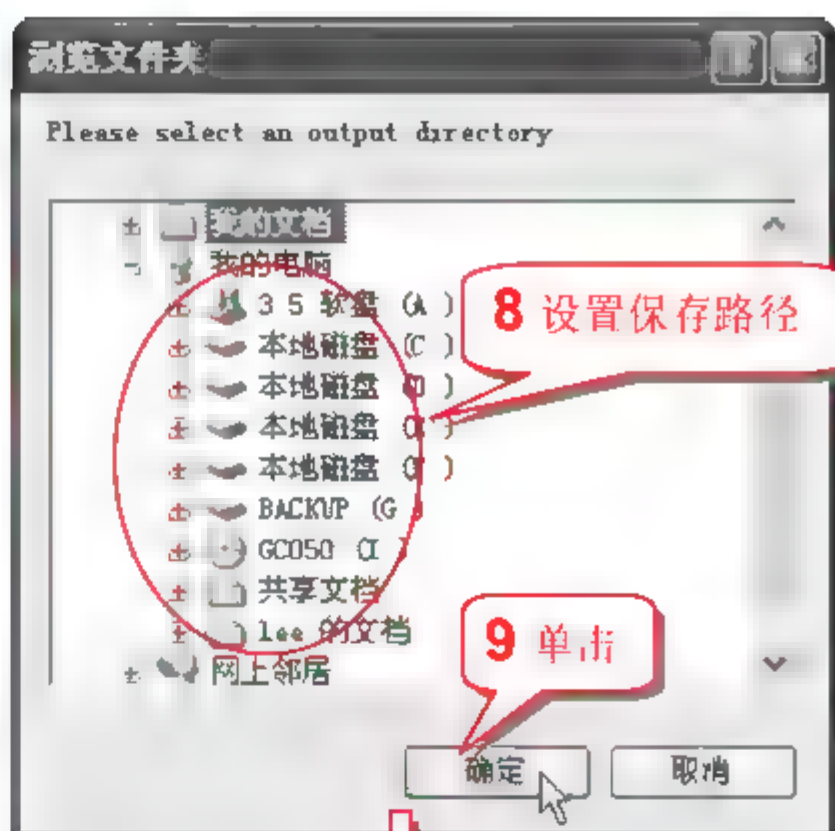 浏览文件夹
Please select an output directory
我的文档
我的电脑
3 5 软盘 (A )
8 设置保存路径
本地磁盘 (C )
本地磁盘 (D )
本地磁盘 ( )
本地磁盘 ( )
BACKUP (G )
GC050 (I )
共享文档
lee 的文档
9 单击
网上邻居
确定
取消